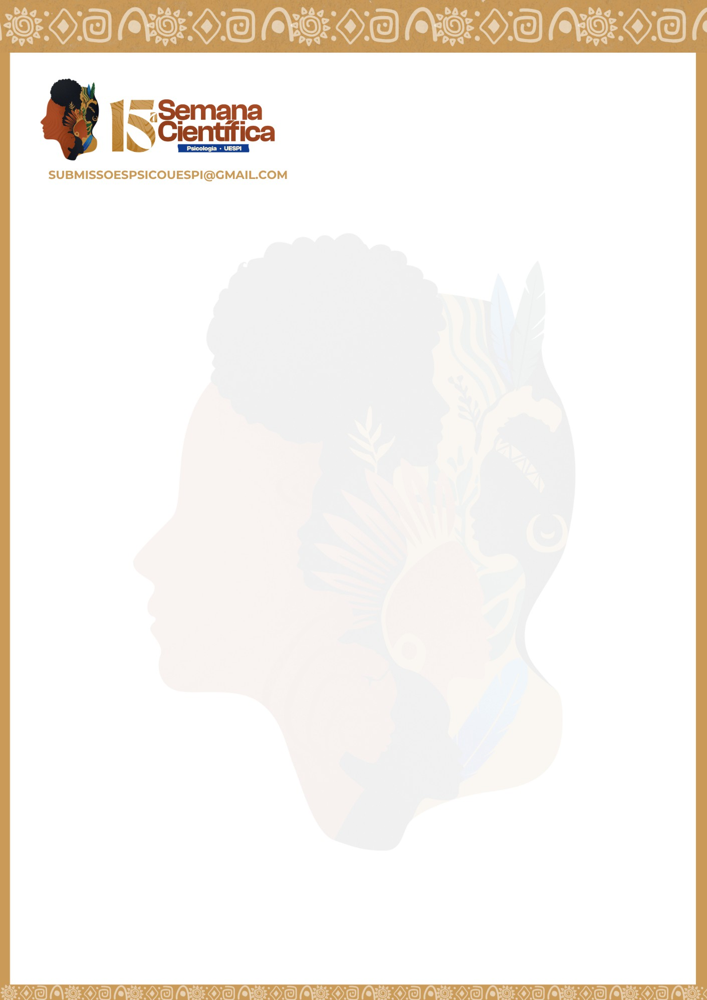 15ª Semana
Científica
Psicologia • UESPI
SUBMISSOESPSICOUESPI@GMAIL.COM